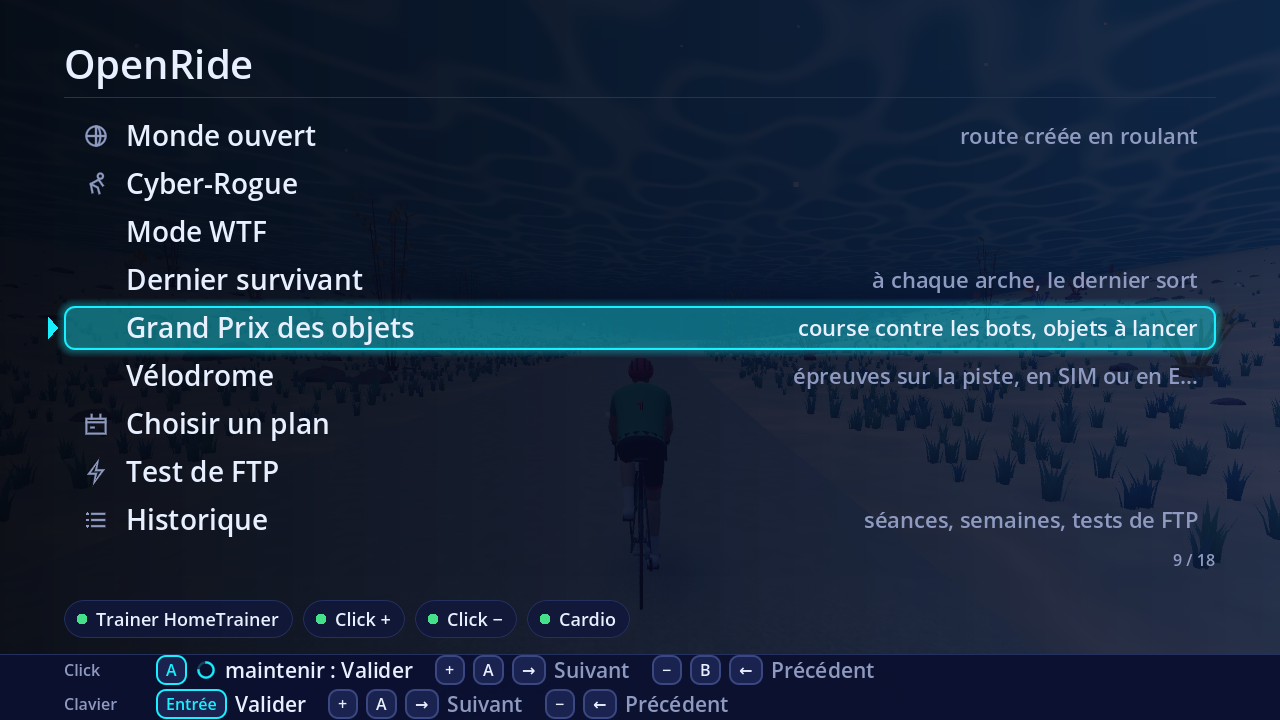 OpenRide
Monde ouvert route créée en roulant
Cyber-Rogue
Mode WTF
Dernier survivant à chaque arche, le dernier sort
Grand Prix des objets course contre les bots, objets à lancer
Vélodrome épreuves sur la piste, en SIM ou en E...
Choisir un plan
Test de FTP
Historique séances, semaines, tests de FTP
9 / 18
Trainer HomeTrainer Click + Click − Cardio
Click A maintenir : Valider + A → Suivant − B ← Précédent
Clavier Entrée Valider + A → Suivant − ← Précédent